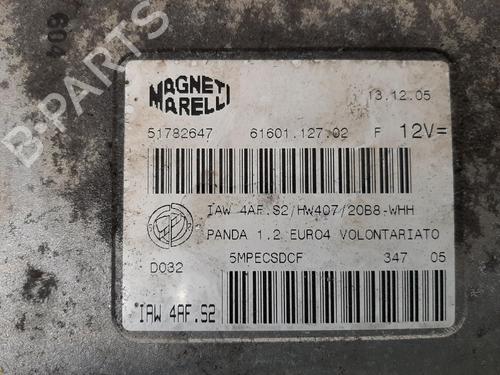 604
B-PARTS
MAGNETI
MARELLI
13.12.05
51782647 61601.127.02 F 12V=
IAW 4AF.S2/HW407/20B8-WHH
PANDA 1.2 EURO4 VOLONTARIATO
D032 5MPECSDCF 347 05
IAW 4AF.S2